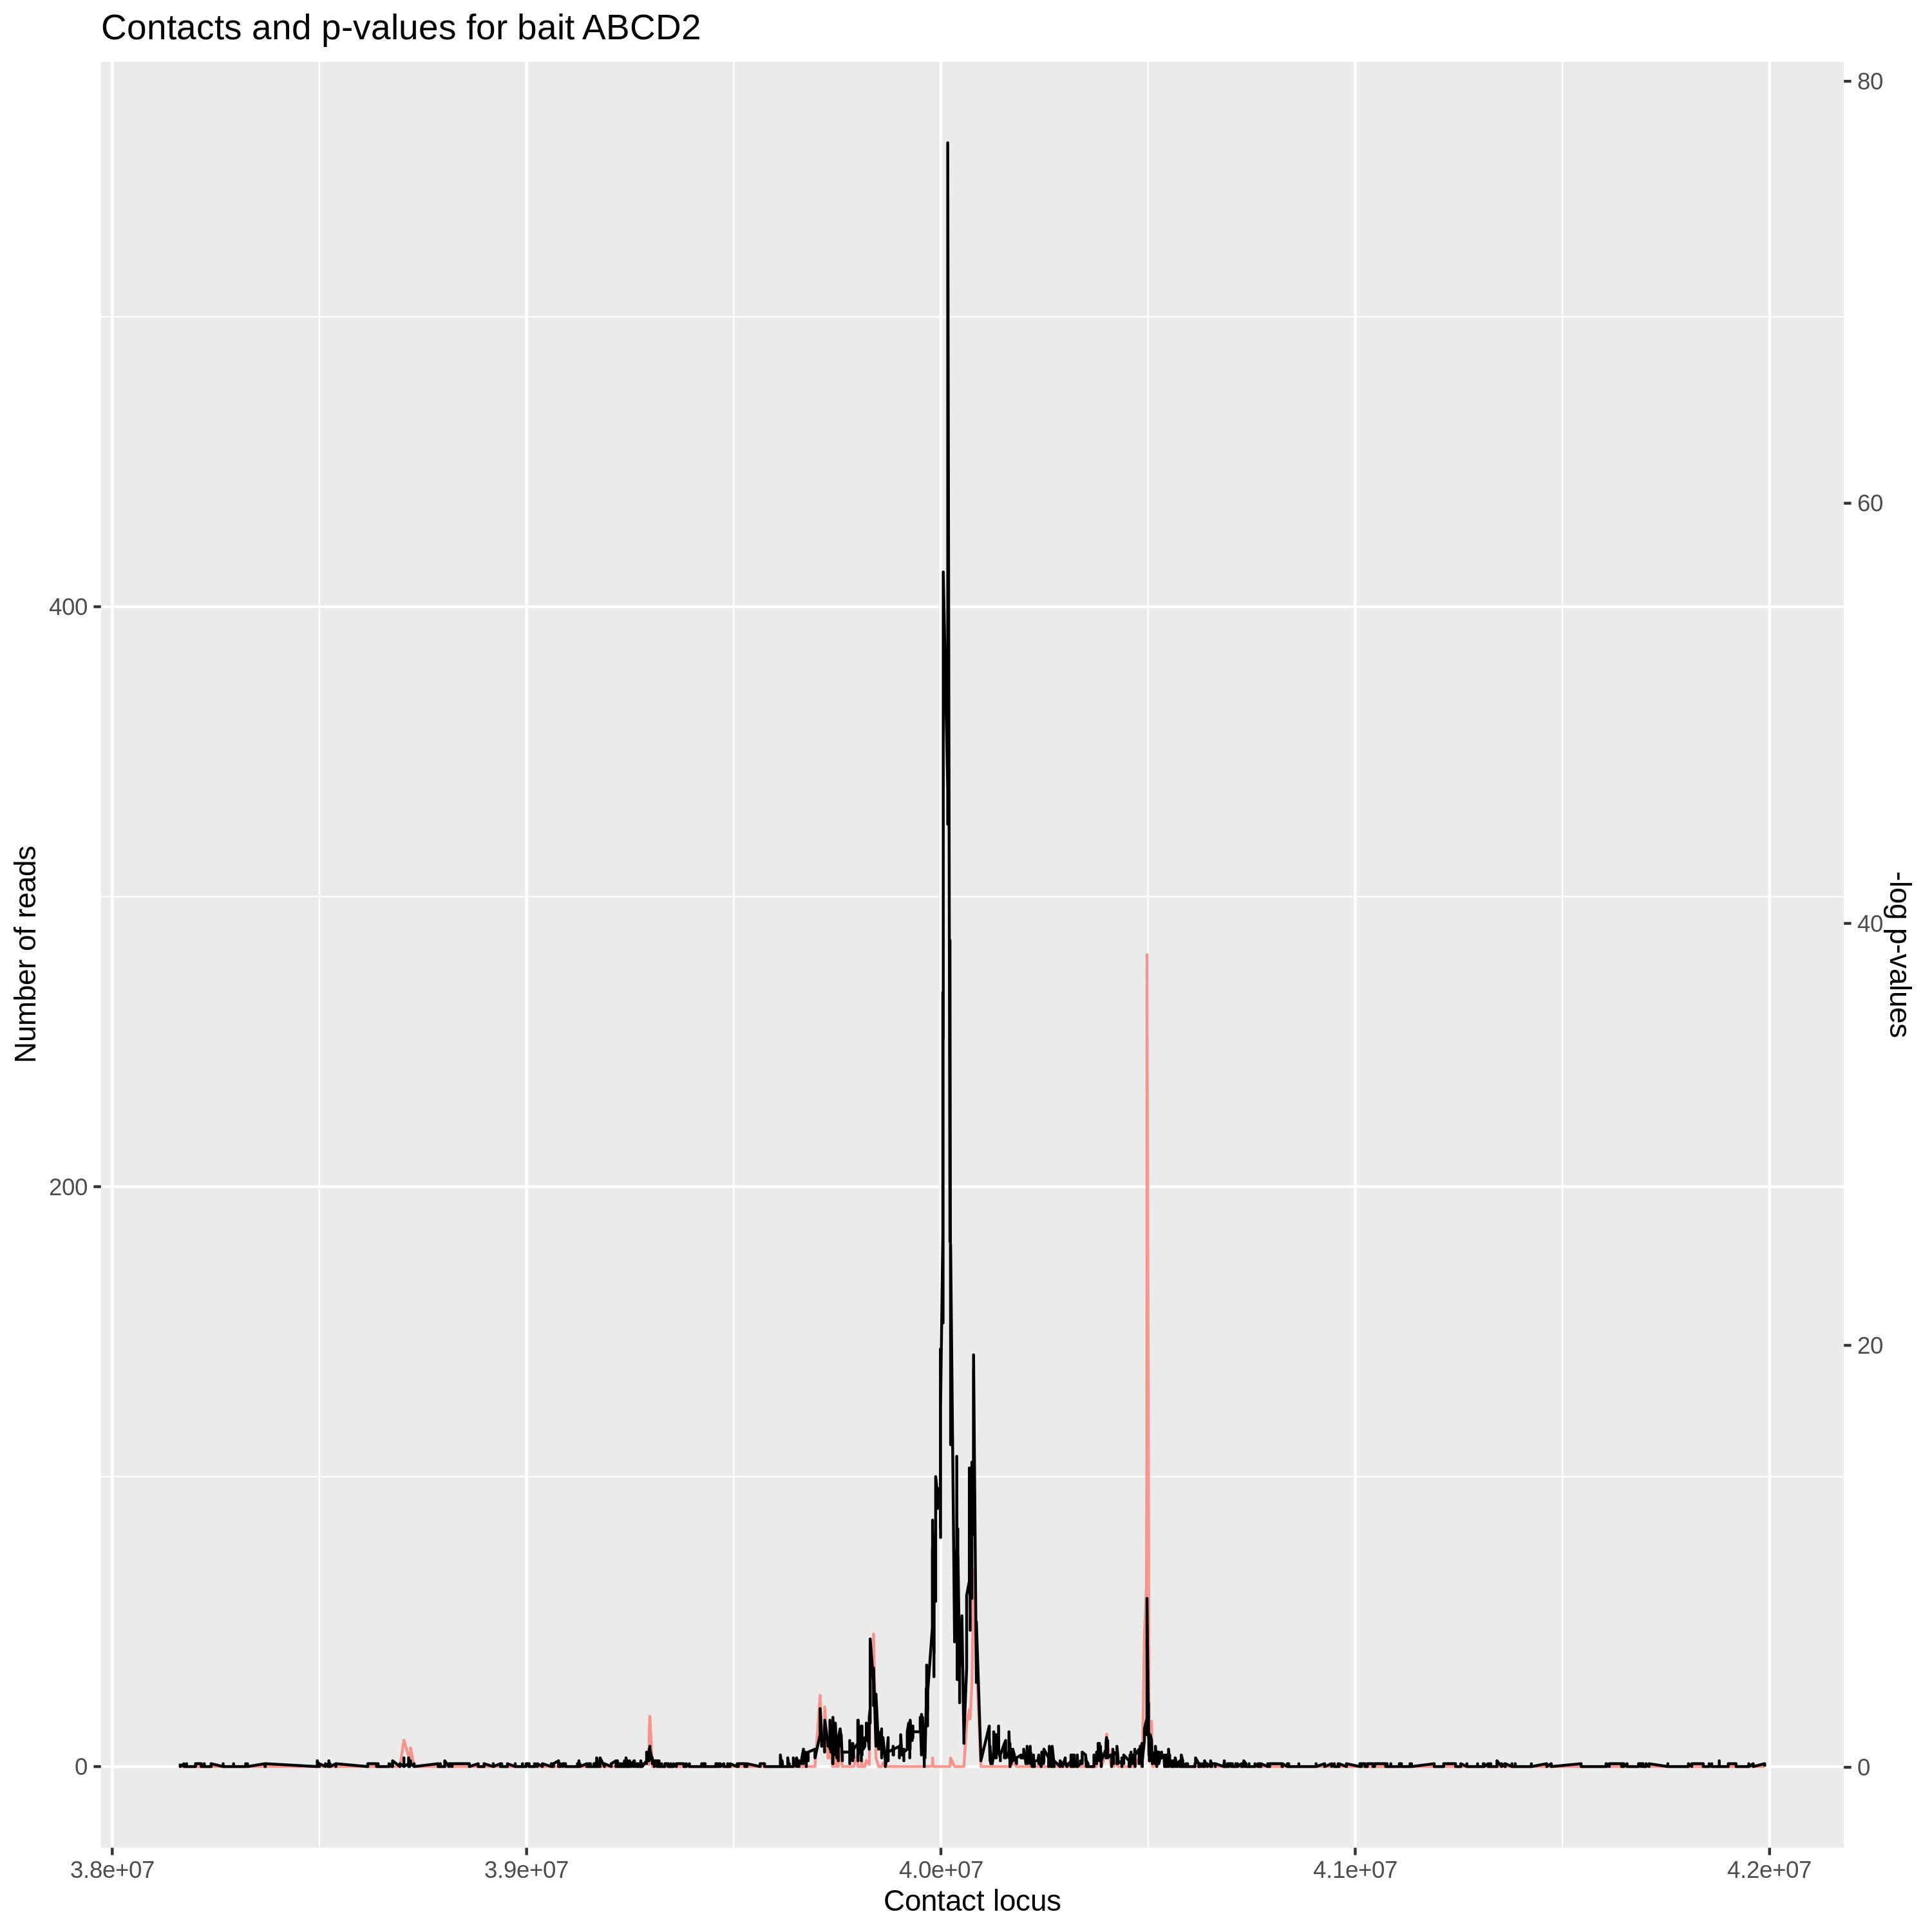 Contacts and p-values for bait ABCD2
Number of reads
400
200
0
80
60
40
20
0
-log p-values
3.8e+07
3.9e+07
4.0e+07
4.1e+07
4.2e+07
Contact locus